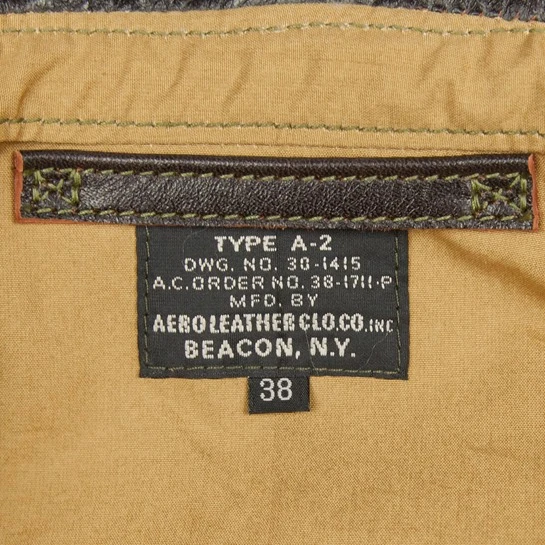 TYPE A-2
DWG. NO. 30-1415
A.C. ORDER NO. 38-1711-P
MFD. BY
AERO LEATHER CLO. CO. INC
BEACON, N.Y.
38